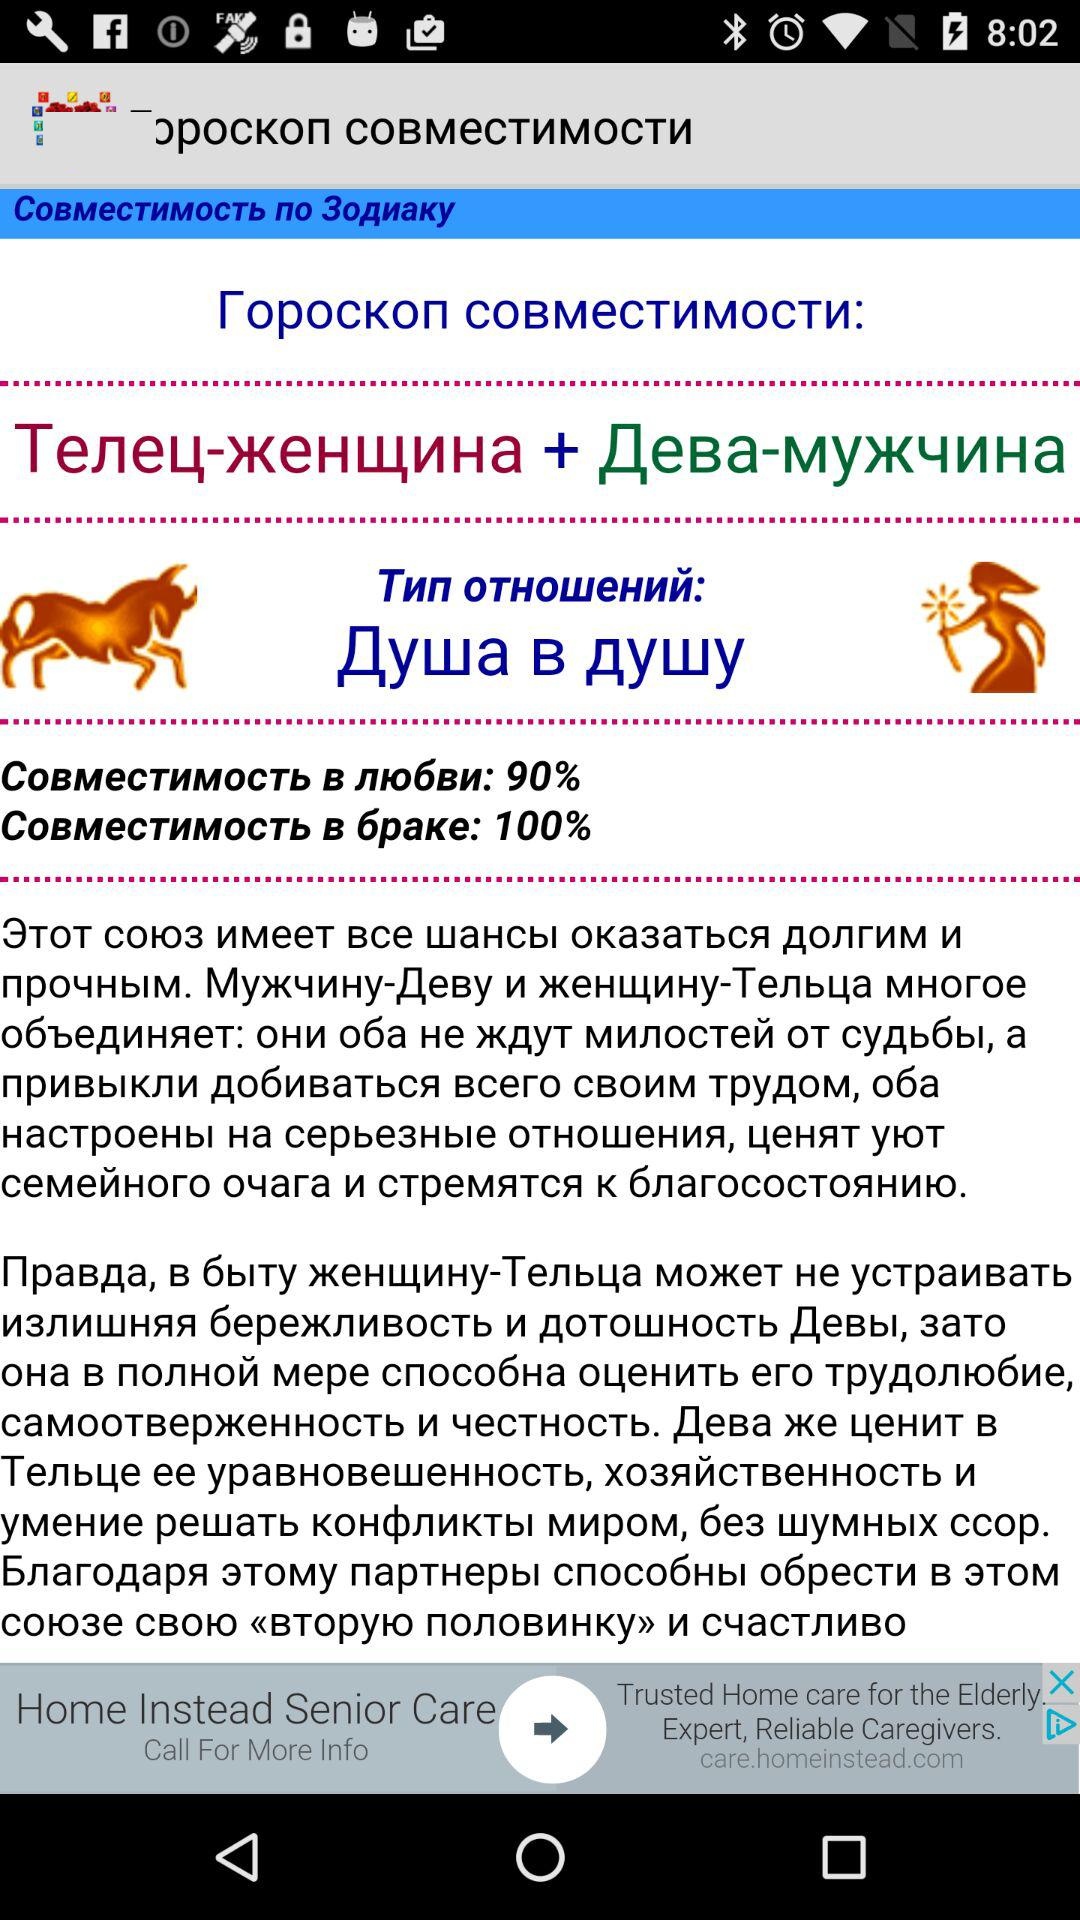 FAKE
8:02
Гороскоп совместимости
Совместимость по Зодиаку
Гороскоп совместимости:
Телец-женщина + Дева-мужчина
Тип отношений:
Душа в душу
Совместимость в любви: 90%
Совместимость в браке: 100%
Этот союз имеет все шансы оказаться долгим и
прочным. Мужчину-Деву и женщину-Тельца многое
объединяет: они оба не ждут милостей от судьбы, а
привыкли добиваться всего своим трудом, оба
настроены на серьезные отношения, ценят уют
семейного очага и стремятся к благосостоянию.
Правда, в быту женщину-Тельца может не устраивать
излишняя бережливость и дотошность Девы, зато
она в полной мере способна оценить его трудолюбие,
самоотверженность и честность. Дева же ценит в
Тельце ее уравновешенность, хозяйственность и
умение решать конфликты миром, без шумных ссор.
Благодаря этому партнеры способны обрести в этом
союзе свою «вторую половинку» и счастливо
Home Instead Senior Care
Call For More Info
Trusted Home care for the Elderly.
Expert, Reliable Caregivers.
care.homeinstead.com